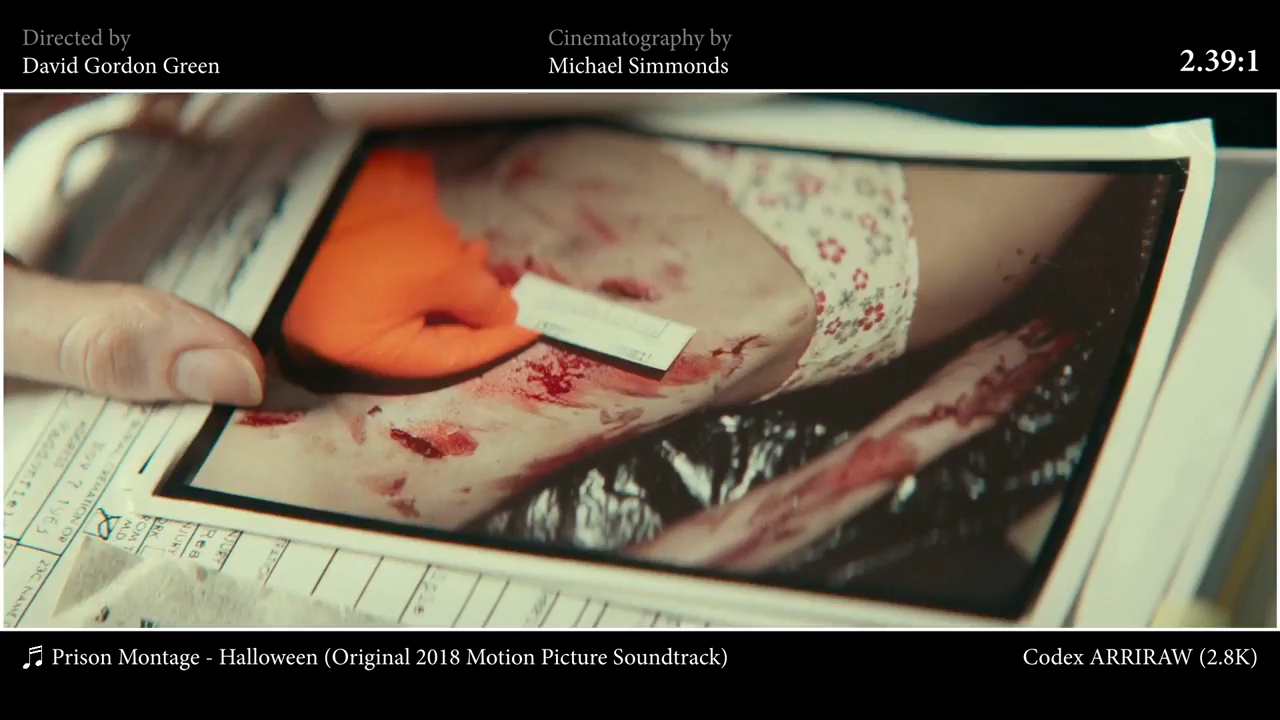 Directed by
David Gordon Green
Cinematography by
Michael Simmonds
2.39:1
Prison Montage - Halloween (Original 2018 Motion Picture Soundtrack)
Codex ARRIRAW (2.8K)